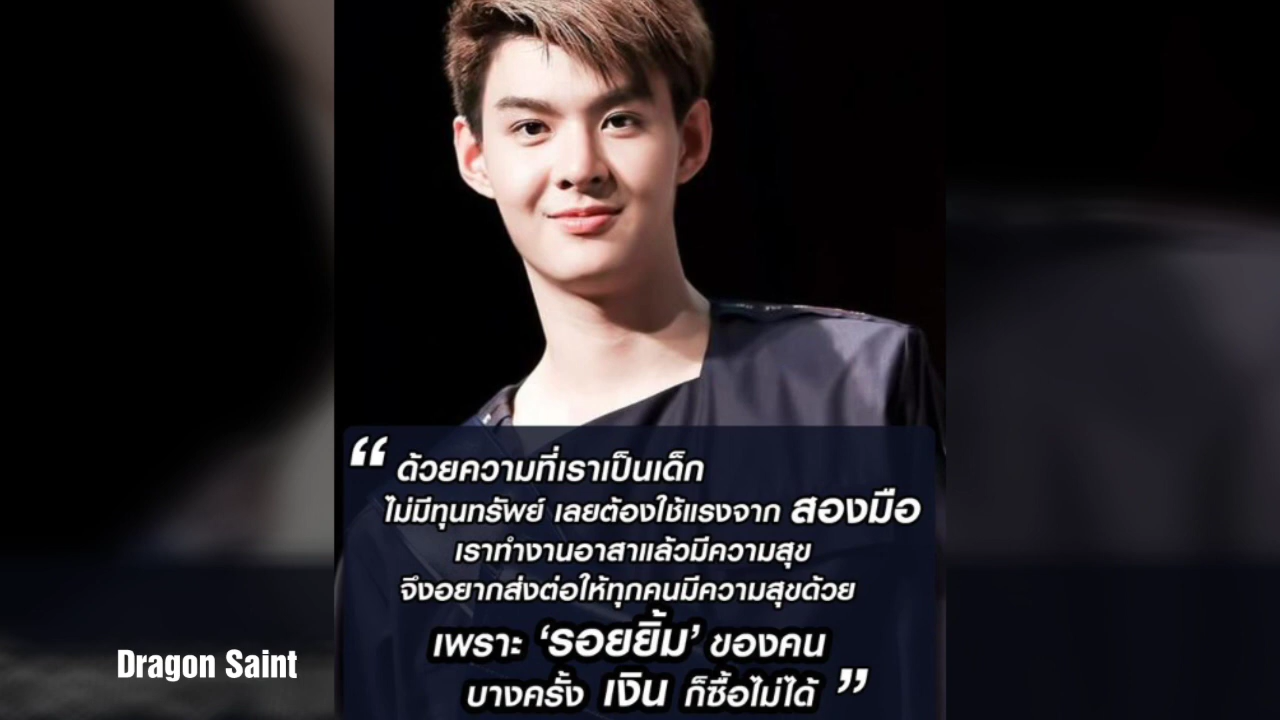 “ ด้วยความที่เราเป็นเด็ก
ไม่มีทุนทรัพย์ เลยต้องใช้แรงจาก สองมือ
เราทำงานอาสาแล้วมีความสุข
จึงอยากส่งต่อให้ทุกคนมีความสุขด้วย
เพราะ ‘รอยยิ้ม’ ของคน
บางครั้ง เงิน ก็ซื้อไม่ได้ ”
Dragon Saint